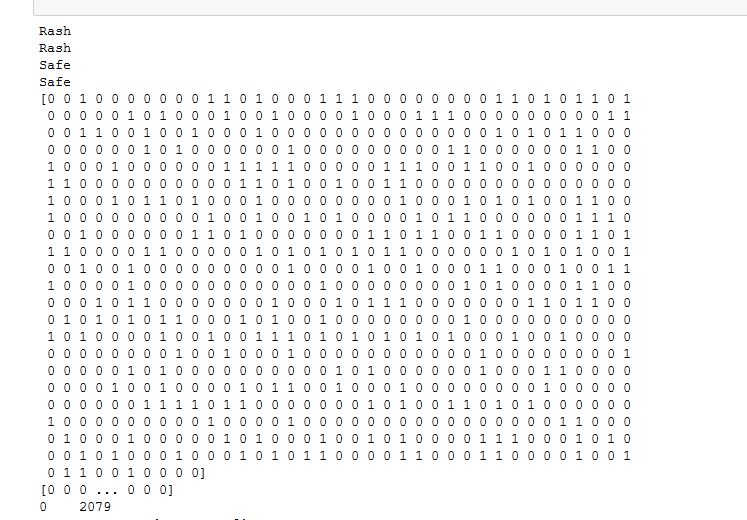 Rash
Rash
Safe
Safe
[0 0 1 0 0 0 0 0 0 0 1 1 0 1 0 0 0 1 1 1 0 0 0 0 0 0 0 0 1 1 0 1 0 1 1 0 1
0 0 0 0 0 1 0 1 0 0 0 1 0 0 1 0 0 0 0 1 0 0 0 1 1 1 0 0 0 0 0 0 0 0 0 1 1
0 0 1 1 0 0 1 0 0 1 0 0 0 1 0 0 0 0 0 0 0 0 0 0 0 0 0 0 1 0 1 0 1 1 0 0 0
0 0 0 0 0 0 1 0 1 0 0 0 0 0 0 1 0 0 0 0 0 0 0 0 0 1 1 0 0 0 0 0 0 1 1 0 0
1 0 0 0 1 0 0 0 0 0 0 1 1 1 1 1 0 0 0 0 0 1 1 1 0 0 1 1 0 0 1 0 0 0 0 0 0
1 1 0 0 0 0 0 0 0 0 0 0 1 1 0 1 0 0 1 0 0 1 1 0 0 0 0 0 0 0 0 0 0 0 0 0 0
1 0 0 0 1 0 1 1 0 1 0 0 0 1 0 0 0 0 0 0 0 0 1 0 0 0 1 0 1 0 1 0 0 1 1 0 0
1 0 0 0 0 0 0 0 0 0 1 0 0 1 0 0 1 0 1 0 0 0 0 1 0 1 1 0 0 0 0 0 0 1 1 1 0
0 0 1 0 0 0 0 0 0 1 1 0 1 0 0 0 0 0 0 0 1 1 0 1 1 0 0 1 1 0 0 0 0 1 1 0 1
1 1 0 0 0 0 1 1 0 0 0 0 0 1 0 1 0 1 0 1 0 1 1 0 0 0 0 0 0 1 0 1 0 1 0 0 1
0 0 1 0 0 1 0 0 0 0 0 0 0 0 0 1 0 0 0 0 1 0 0 1 0 0 0 1 1 0 0 0 1 0 0 1 1
1 0 0 0 0 1 0 0 0 0 0 0 0 0 0 0 0 1 0 0 0 0 0 0 0 0 1 0 1 0 0 0 0 1 1 0 0
0 0 0 1 0 1 1 0 0 0 0 0 0 0 1 0 0 0 1 0 1 1 1 0 0 0 0 0 0 0 1 1 0 1 1 0 0
0 1 0 1 0 1 0 1 1 0 0 0 1 0 1 0 0 1 0 0 0 0 0 0 0 0 1 0 0 0 0 0 0 0 0 0 0
1 0 1 0 0 0 0 1 0 0 1 0 0 1 1 1 0 1 0 1 0 1 0 1 0 1 0 0 0 1 0 0 1 0 0 0 0
0 0 0 0 0 0 0 0 1 0 0 1 0 0 0 1 0 0 0 0 0 0 0 0 0 0 0 1 0 0 0 0 0 0 0 0 1
0 0 0 0 0 1 0 1 0 0 0 0 0 0 0 0 0 0 1 0 1 0 0 0 0 0 0 1 0 0 0 1 1 0 0 0 0
0 0 0 0 1 0 0 1 0 0 0 0 1 0 1 1 0 0 1 0 0 0 1 0 0 0 0 0 0 0 0 1 0 0 0 0 0
0 0 0 0 0 0 1 1 1 1 0 1 1 0 0 0 0 0 0 0 1 0 1 0 0 1 1 0 1 0 1 0 0 0 0 0 0
1 0 0 0 0 0 0 0 0 0 1 0 0 0 0 1 0 0 0 0 0 0 0 0 0 0 0 0 0 0 0 0 1 1 0 0 0
0 1 0 0 0 1 0 0 0 0 0 1 0 1 0 0 0 1 0 0 1 0 1 0 0 0 0 1 1 1 0 0 0 1 0 1 0
0 0 1 0 1 0 0 0 1 0 0 0 1 0 1 0 1 1 0 0 0 0 1 1 0 0 0 1 1 0 0 0 0 1 0 0 1
0 1 1 0 0 1 0 0 0 0]
[0 0 0 ... 0 0 0]
0    2079